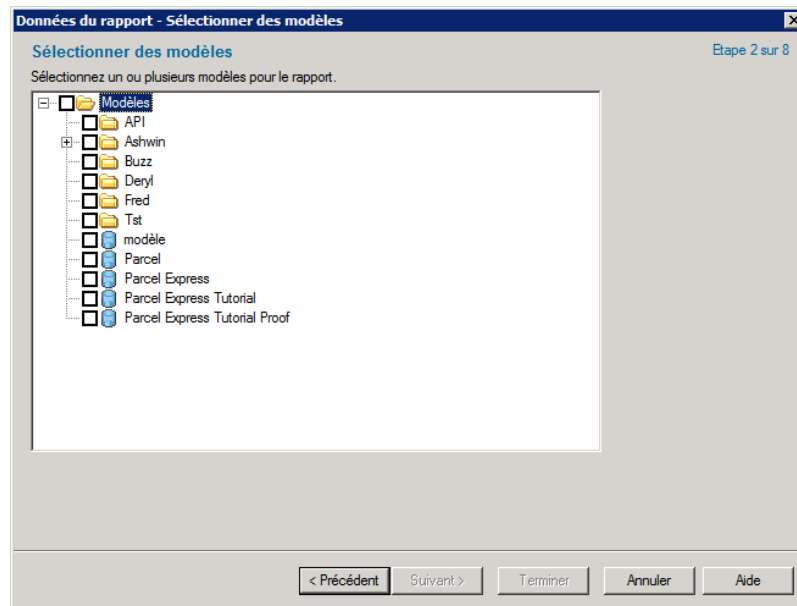 Données du rapport - Sélectionner des modèles
Sélectionner des modèles
Etape 2 sur 8
Sélectionnez un ou plusieurs modèles pour le rapport.
Modèles
API
Ashwin
Buzz
Deryl
Fred
Tst
modèle
Parcel
Parcel Express
Parcel Express Tutorial
Parcel Express Tutorial Proof
< Précédent Suivant > Terminer Annuler Aide